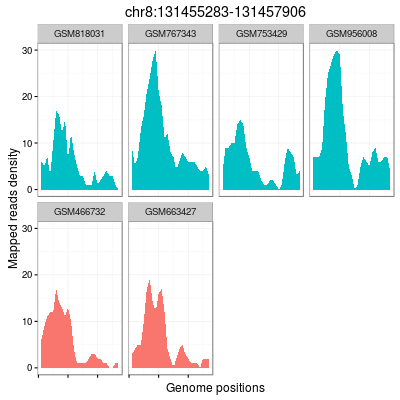 chr8:131455283-131457906
GSM818031 GSM767343 GSM753429 GSM956008
30
20
10
0
GSM466732 GSM663427
30
20
10
0
Mapped reads density
Genome positions